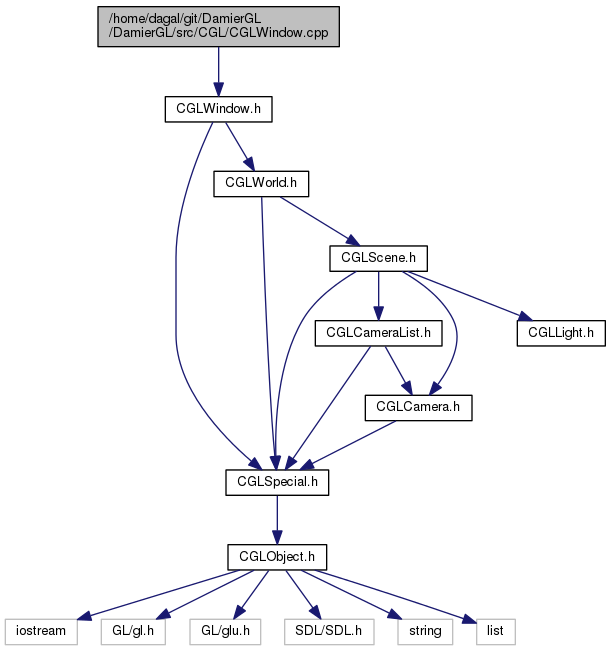 /home/dagal/git/DamierGL
/DamierGL/src/CGL/CGLWindow.cpp
CGLWindow.h
CGLWorld.h
CGLScene.h
CGLCameraList.h
CGLLight.h
CGLCamera.h
CGLSpecial.h
CGLObject.h
iostream
GL/gl.h
GL/glu.h
SDL/SDL.h
string
list